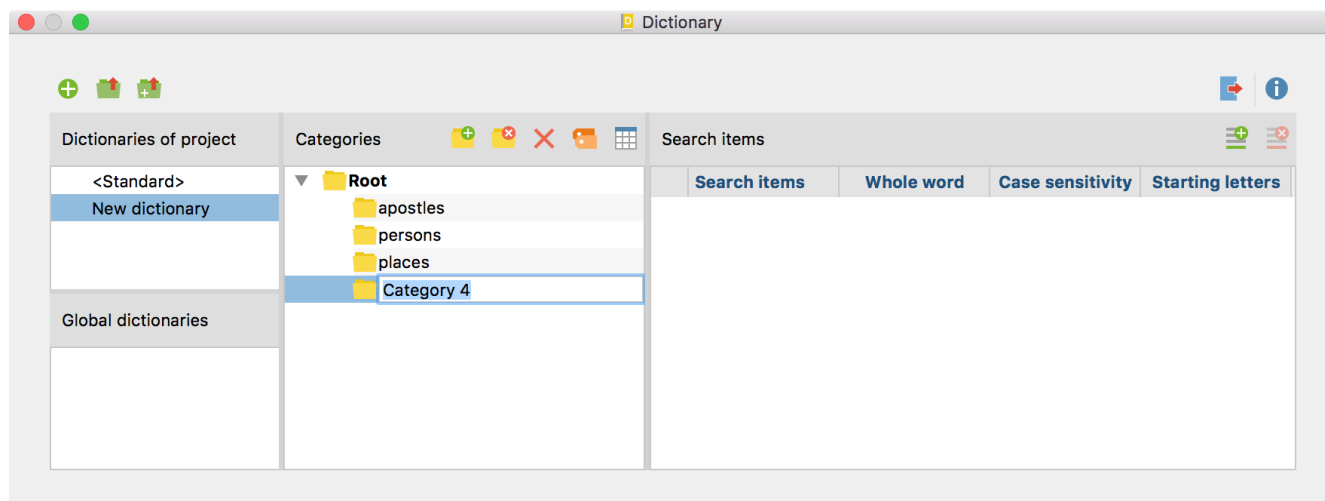 Dictionary
Dictionaries of project
Categories
Search items
<Standard>
New dictionary
Root
apostles
persons
places
Category 4
Search items Whole word Case sensitivity Starting letters
Global dictionaries